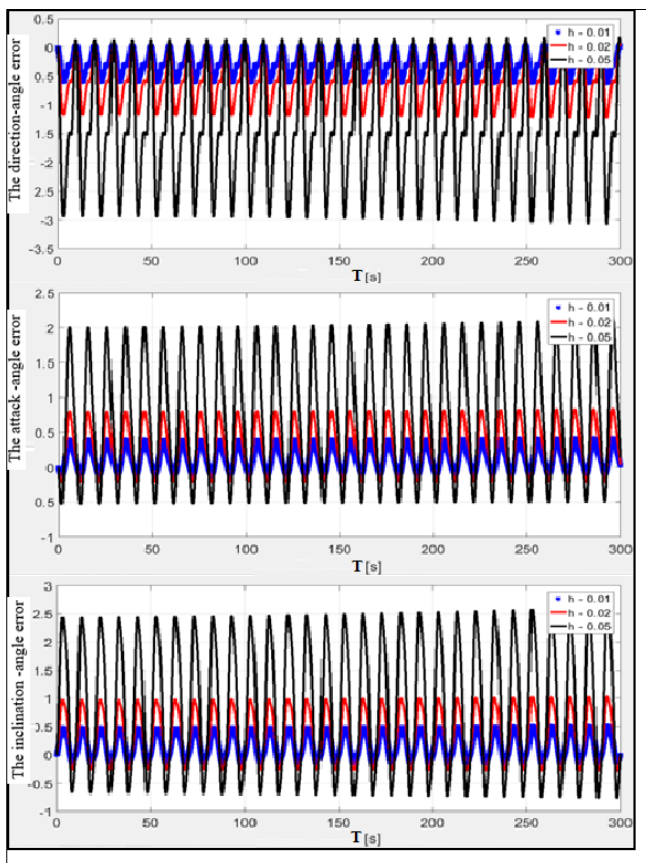 The direction-angle error
0.5
0
0.5
-1
-1.5
-2
-2.5
-3
-3.5
h - 0.01
h - 0.02
h - 0.05
0 50 100 150 200 250 300
T [s]
The attack -angle error
2.5
2
1.5
1
0.5
0
0.5
-1
h - 0.01
h - 0.02
h - 0.05
0 50 100 150 200 250 300
T [s]
The inclination -angle error
3
2.5
2
1.5
1
0.5
0
-0.5
-1
h - 0.01
h - 0.02
h - 0.05
0 50 100 150 200 250 300
T [s]